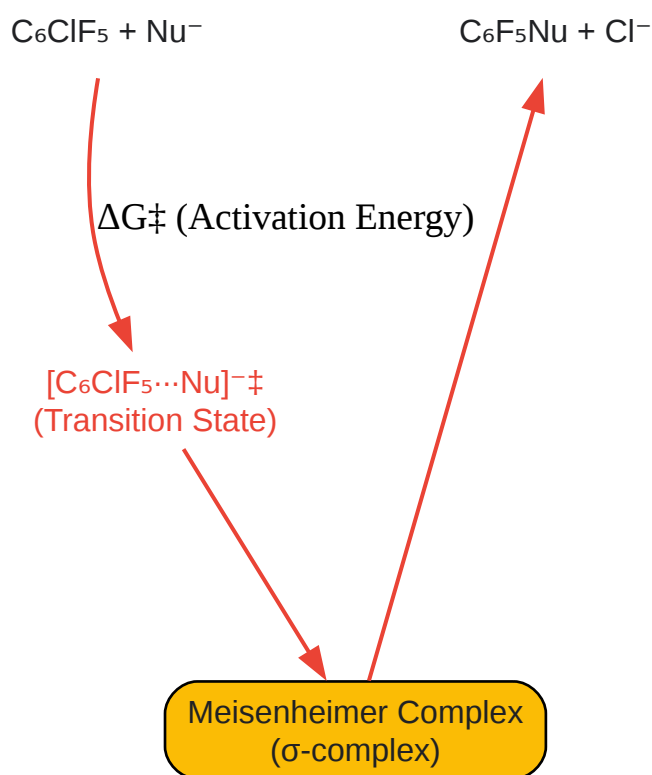 C₆ClF₅ + Nu⁻
C₆F₅Nu + Cl⁻
ΔG‡ (Activation Energy)
[C₆ClF₅···Nu]⁻‡
(Transition State)
Meisenheimer Complex
(σ-complex)